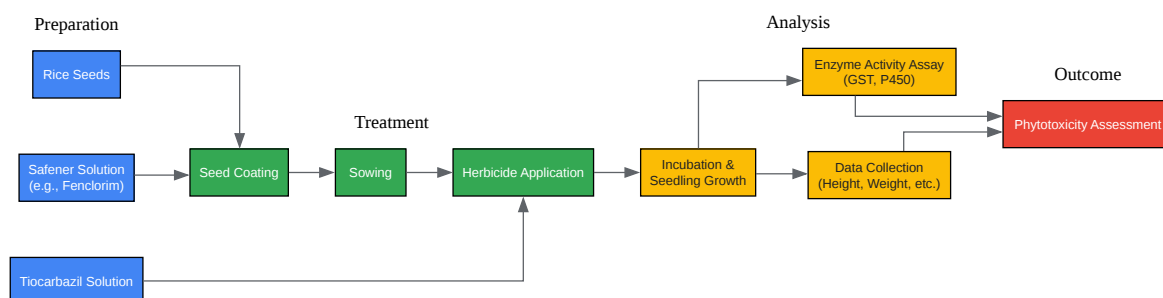 Preparation
Rice Seeds
Safener Solution
(e.g., Fenclorim)
Tiocarbazil Solution
Treatment
Seed Coating
Sowing
Herbicide Application
Analysis
Incubation &
Seedling Growth
Enzyme Activity Assay
(GST, P450)
Data Collection
(Height, Weight, etc.)
Outcome
Phytotoxicity Assessment